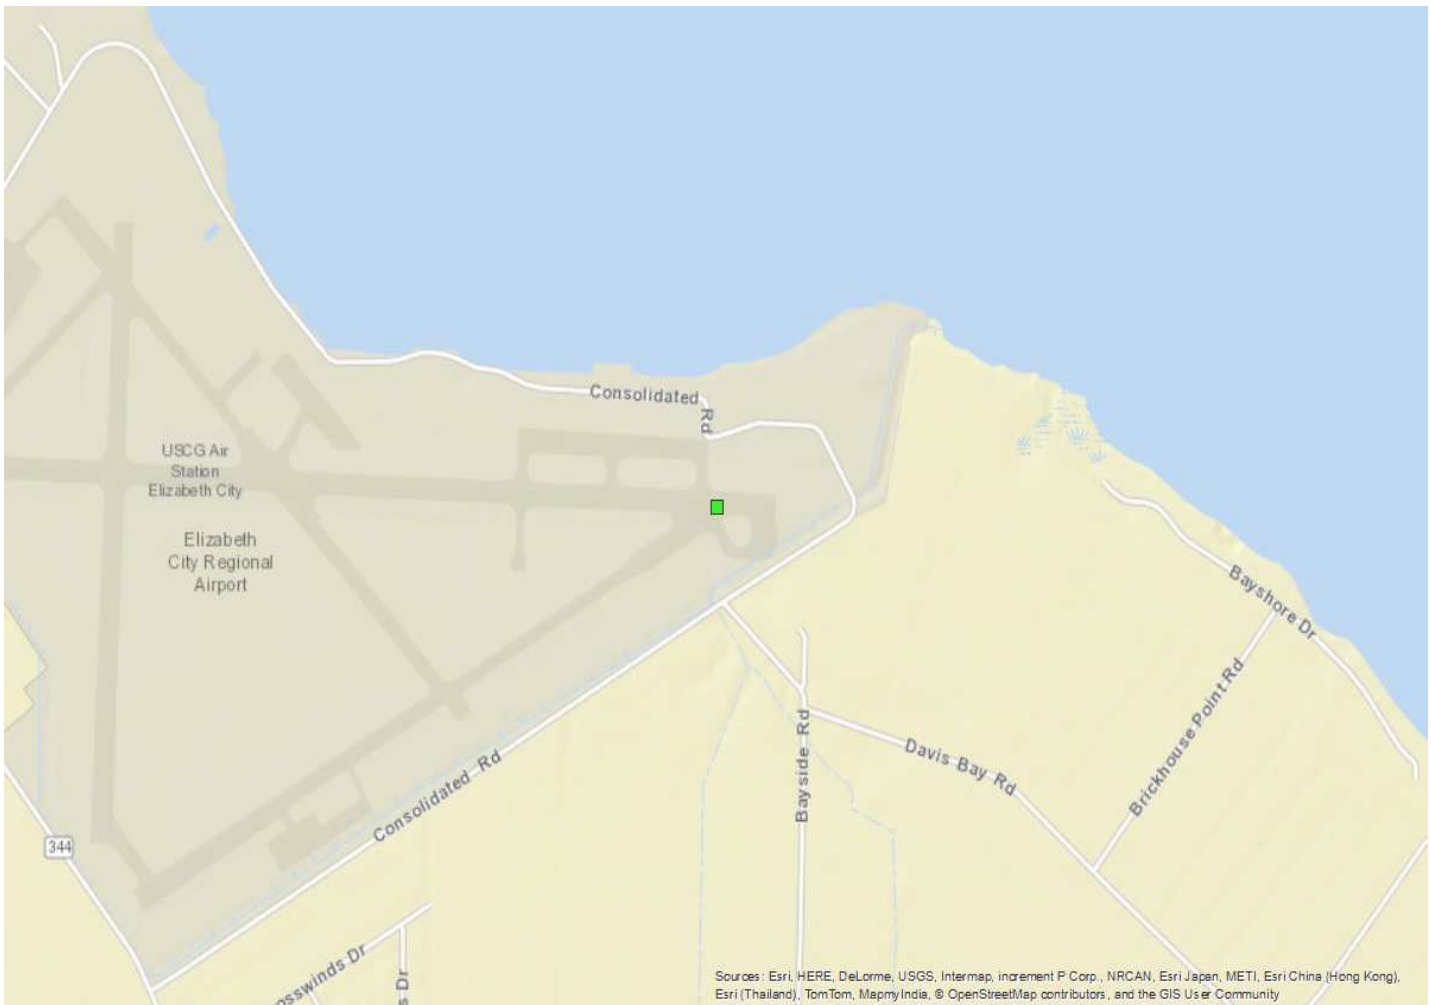 Consolidated
Rd
USCG Air
Station
Elizabeth City
Elizabeth
City Regional
Airport
Bayshore Dr
Brickhouse Point Rd
Bayside Rd
Davis Bay Rd
Consolidated Rd
344
osswinds Dr
s Dr
Sources: Esri, HERE, DeLorme, USGS, Intermap, increment P Corp., NRCAN, Esri Japan, METI, Esri China (Hong Kong),
Esri (Thailand), TomTom, MapmyIndia, © OpenStreetMap contributors, and the GIS User Community